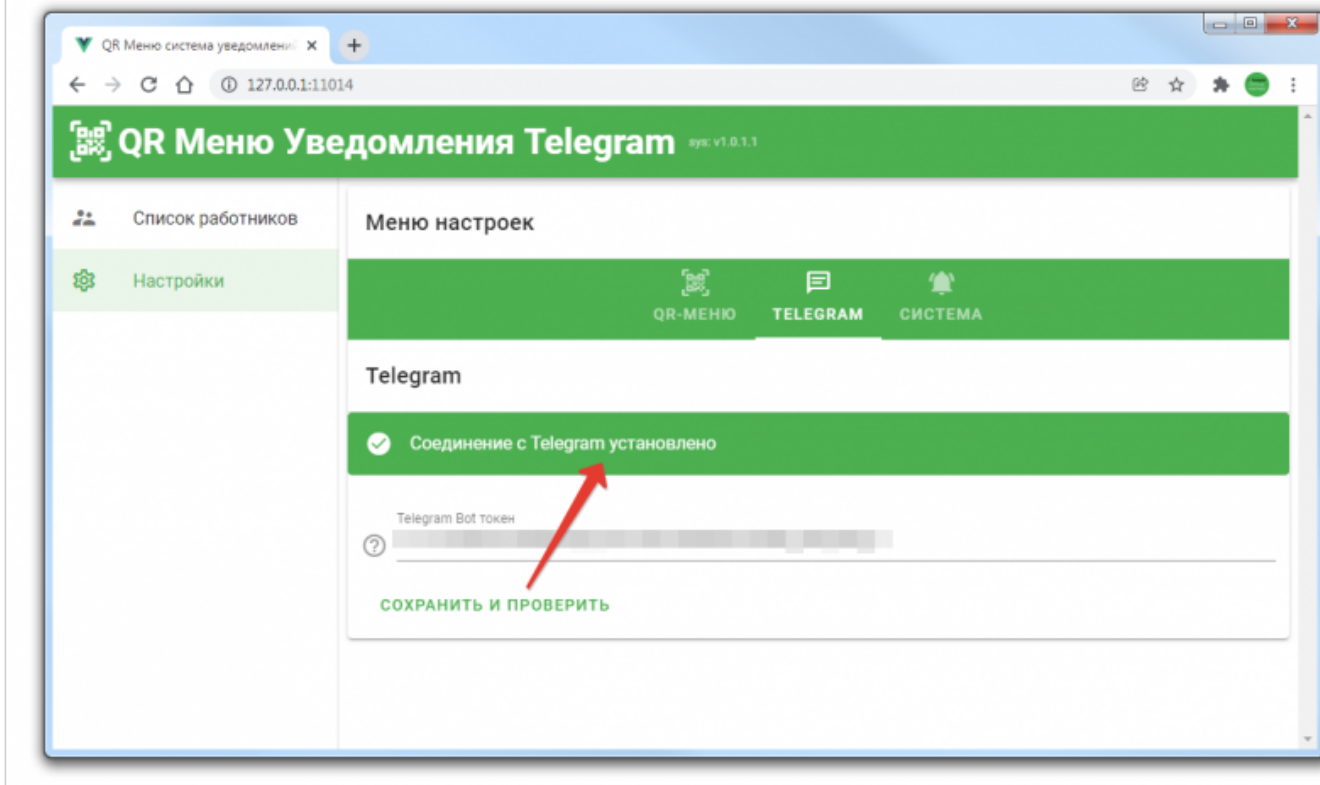 QR Меню система уведомлений
127.0.0.1:11014
QR Меню Уведомления Telegram sys: v1.0.1.1
Список работников
Настройки
Меню настроек
QR-МЕНЮ TELEGRAM СИСТЕМА
Telegram
Соединение с Telegram установлено
Telegram Bot токен
СОХРАНИТЬ И ПРОВЕРИТЬ